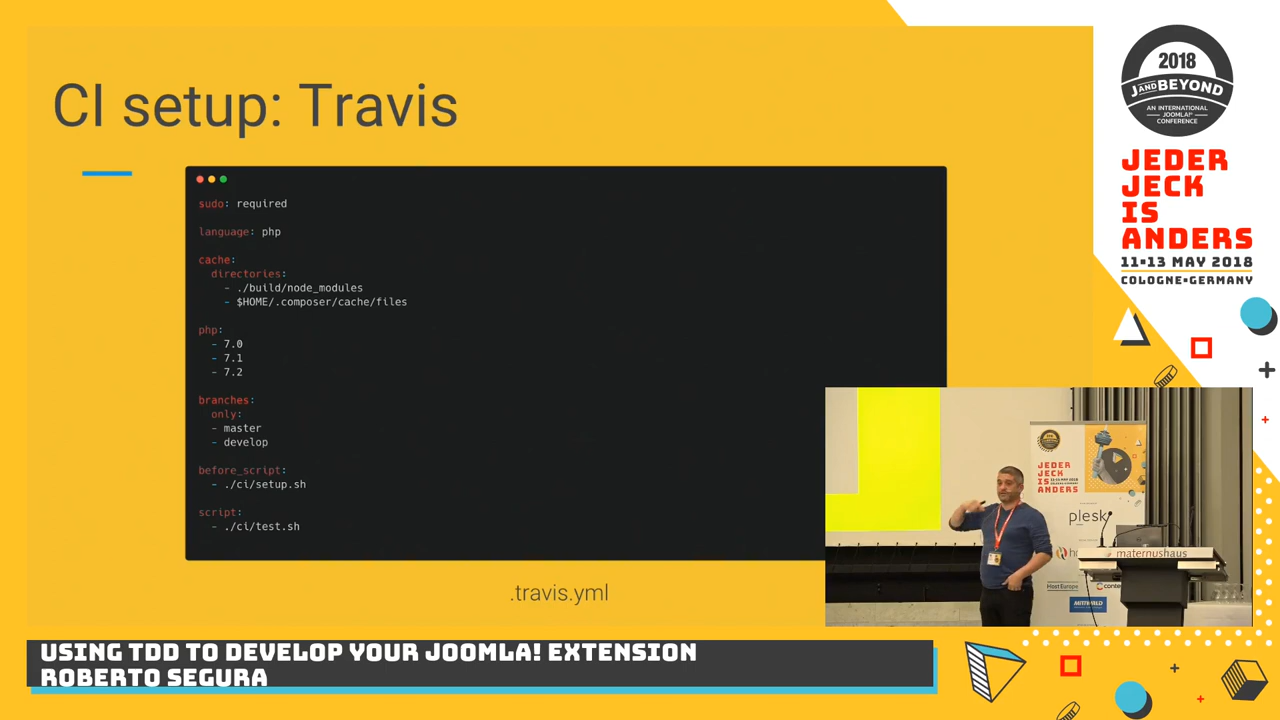 CI setup: Travis
sudo: required
language: php
cache:
directories:
- ./build/node_modules
- $HOME/.composer/cache/files
php:
- 7.0
- 7.1
- 7.2
branches:
only:
- master
- develop
before_script:
- ./ci/setup.sh
script:
- ./ci/test.sh
.travis.yml
2018
J AND BEYOND
AN INTERNATIONAL
JOOMLA!®
CONFERENCE
JEDER
JECK
IS
ANDERS
11-13 MAY 2018
COLOGNE-GERMANY
JEDER
JECK
IS
ANDERS
plesk
maternushaus
HostEurope
MITTWALD
USING TDD TO DEVELOP YOUR JOOMLA! EXTENSION
ROBERTO SEGURA